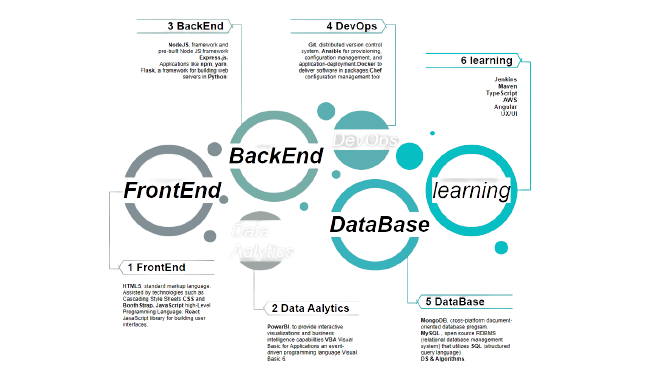 3 BackEnd
NodeJS, framework and
pre-built Node JS framework
Express.js.
Applications like npm, yarn.
Flask, a framework for building web
servers in Python.
4 DevOps
Git, distributed version control
system. Ansible for provisioning,
configuration management, and
application-deployment.Docker to
deliver software in packages.Chef
configuration management tool.
6 learning
Jenkins
Maven
TypeScript
AWS
Angular
UX/UI
FrontEnd
BackEnd
DevOps
Data
Aalytics
DataBase
learning
1 FrontEnd
HTML5, standard markup language.
Assisted by technologies such as
Cascading Style Sheets CSS and
BoothStrap, JavaScript high-Level
Programming Language. React
JavaScript library for building user
interfaces.
2 Data Aalytics
PowerBI, to provide interactive
visualizations and business
intelligence capabilities.VBA Visual
Basic for Applications an event-
driven programming language Visual
Basic 6.
5 DataBase
MongoDB, cross-platform document-
oriented database program.
MySQL , open source RDBMS
(relational database management
system) that utilizes SQL (structured
query language).
DS & Algorithms.